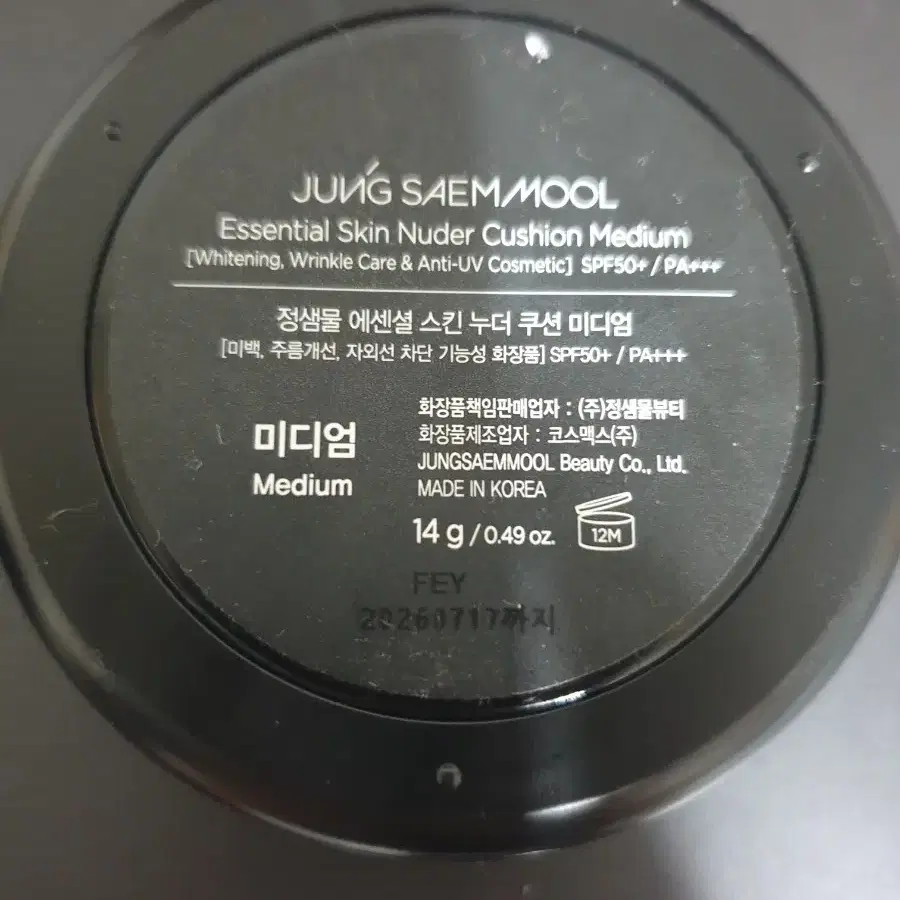 JUNG SAEMMOOL
Essential Skin Nuder Cushion Medium
[Whitening, Wrinkle Care & Anti-UV Cosmetic] SPF50+ / PA+++
정샘물 에센셜 스킨 누더 쿠션 미디엄
[미백, 주름개선, 자외선 차단 기능성 화장품] SPF50+ / PA+++
미디엄
Medium
화장품책임판매업자 : (주)정샘물뷰티
화장품제조업자 : 코스맥스(주)
JUNGSAEMMOOL Beauty Co., Ltd.
MADE IN KOREA
14 g / 0.49 oz.
12M
FEY
20260717까지